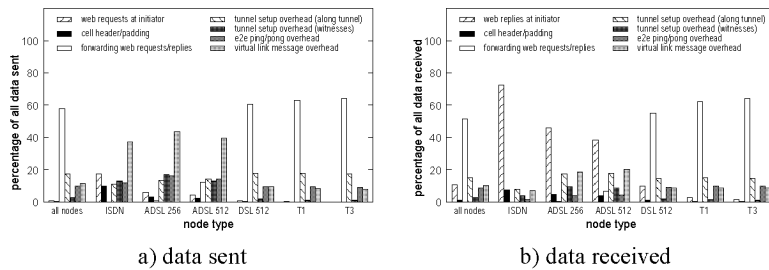 web requests at initiator
cell header/padding
forwarding web requests/replies
tunnel setup overhead (along tunnel)
tunnel setup overhead (witnesses)
e2e ping/pong overhead
virtual link message overhead
percentage of all data sent
100
80
60
40
20
0
all nodes ISDN ADSL 256 ADSL 512 DSL 512 T1 T3
node type
a) data sent
web replies at initiator
cell header/padding
forwarding web requests/replies
tunnel setup overhead (along tunnel)
tunnel setup overhead (witnesses)
e2e ping/pong overhead
virtual link message overhead
percentage of all data received
100
80
60
40
20
0
all nodes ISDN ADSL 256 ADSL 512 DSL 512 T1 T3
node type
b) data received